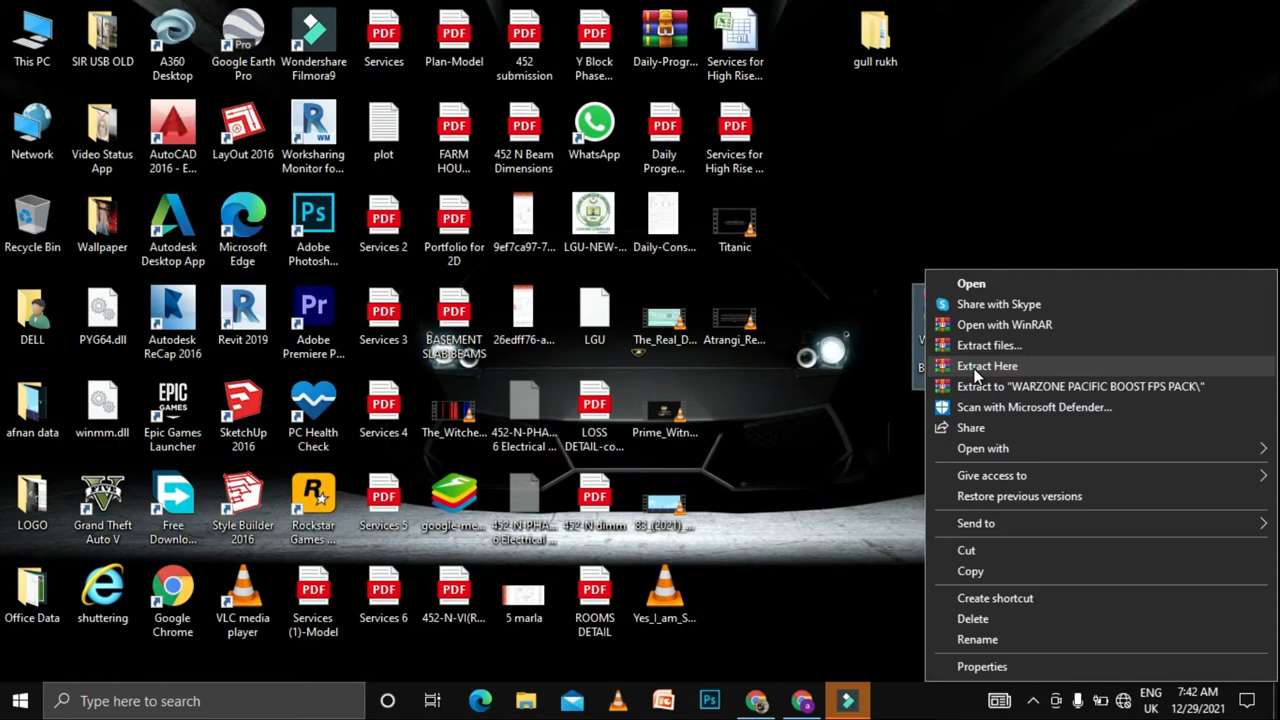 This PC
SIR USB OLD
A360
Desktop
Google Earth
Pro
Wondershare
Filmora9
Services
Plan-Model
452
submission
Y Block
Phase...
Daily-Progr...
Services for
High Rise...
gull rukh
Network
Video Status
App
AutoCAD
2016 - E...
LayOut 2016
Worksharing
Monitor fo...
plot
FARM
HOU...
452 N Beam
Dimensions
WhatsApp
Daily
Progre...
Services for
High Rise ...
Recycle Bin
Wallpaper
Autodesk
Desktop App
Microsoft
Edge
Adobe
Photosh...
Services 2
Portfolio for
2D
9ef7ca97-7...
LGU-NEW-...
Daily-Cons...
Titanic
DELL
PYG64.dll
Autodesk
ReCap 2016
Revit 2019
Adobe
Premiere P...
Services 3
BASEMENT
SLAB BEAMS
26edff76-a...
LGU
The_Real_D...
Atrangi_Re...
afnan data
winmm.dll
Epic Games
Launcher
SketchUp
2016
PC Health
Check
Services 4
The_Witche...
452-N-PHA...
6 Electrical ...
LOSS
DETAIL-co...
Prime_Witn...
LOGO
Grand Theft
Auto V
Free
Downlo...
Style Builder
2016
Rockstar
Games ...
Services 5
google-me...
452-N-PHA...
6 Electrical ...
452-N dimm
83_(2021)_...
Office Data
shuttering
Google
Chrome
VLC media
player
Services
(1)-Model
Services 6
452-N-VI(R...
5 marla
ROOMS
DETAIL
Yes_I_am_S...
Open
Share with Skype
Open with WinRAR
Extract files...
Extract Here
Extract to "WARZONE PACIFIC BOOST FPS PACK\"
Scan with Microsoft Defender...
Share
Open with
Give access to
Restore previous versions
Send to
Cut
Copy
Create shortcut
Delete
Rename
Properties
Type here to search
ENG
UK
7:42 AM
12/29/2021